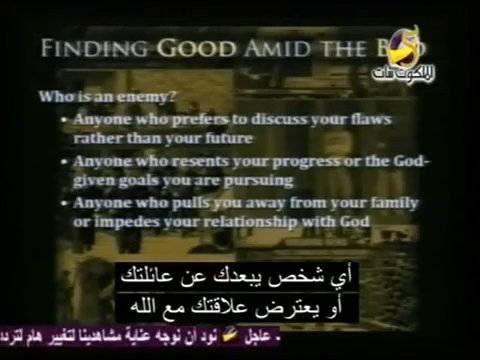 FINDING GOOD AMID THE BAD
الملكوت سات
Who is an enemy?
• Anyone who prefers to discuss your flaws
rather than your future
• Anyone who resents your progress or the God-
given goals you are pursuing
• Anyone who pulls you away from your family
or impedes your relationship with God
أي شخص يبعدك عن عائلتك
أو يعترض علاقتك مع الله
- عاجل نود أن نوجه عناية مشاهدينا لتغيير هام لتردد